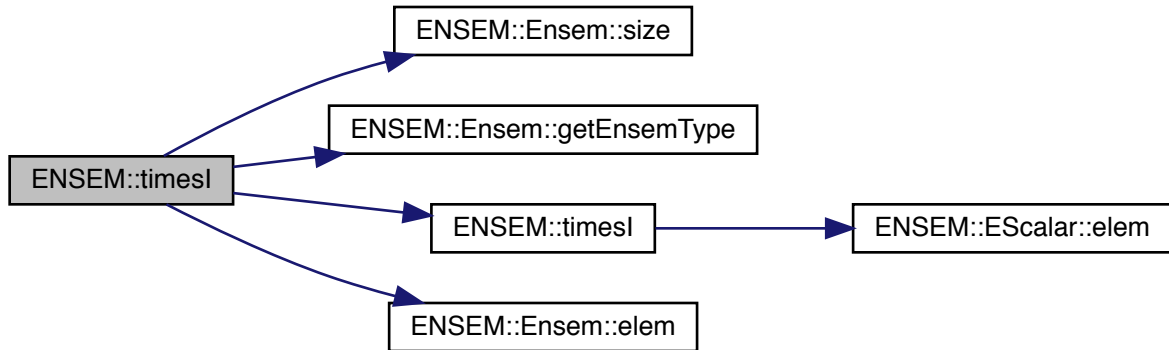 ENSEM::Ensem::size
ENSEM::Ensem::getEnsemType
ENSEM::timesI
ENSEM::timesI
ENSEM::EScalar::elem
ENSEM::Ensem::elem